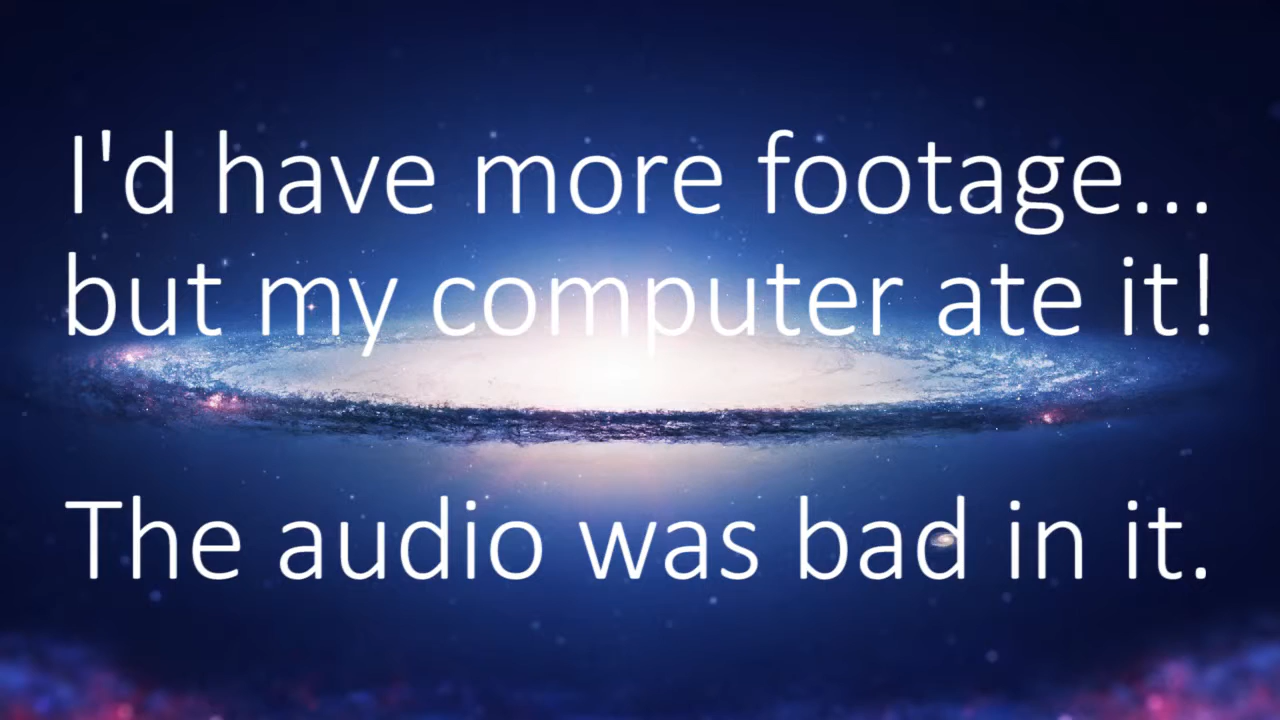 I'd have more footage...
but my computer ate it!
The audio was bad in it.